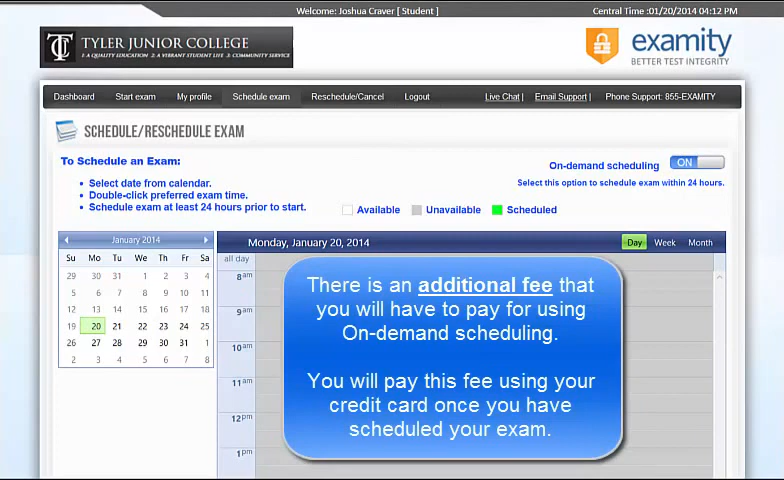 Welcome: Joshua Craver [ Student ]
Central Time :01/20/2014 04:12 PM
TJC
TYLER JUNIOR COLLEGE
1: A QUALITY EDUCATION 2: A VIBRANT STUDENT LIFE 3: COMMUNITY SERVICE
examity
BETTER TEST INTEGRITY
Dashboard Start exam My profile Schedule exam Reschedule/Cancel Logout Live Chat | Email Support | Phone Support: 855-EXAMITY
SCHEDULE/RESCHEDULE EXAM
To Schedule an Exam:
Select date from calendar.
Double-click preferred exam time.
Schedule exam at least 24 hours prior to start.
On-demand scheduling ON
Select this option to schedule exam within 24 hours.
Available Unavailable Scheduled
January 2014
Su Mo Tu We Th Fr Sa
29 30 31 1 2 3 4
5 6 7 8 9 10 11
12 13 14 15 16 17 18
19 20 21 22 23 24 25
26 27 28 29 30 31 1
2 3 4 5 6 7 8
Monday, January 20, 2014
Day Week Month
all day
8am
9am
10am
11am
12pm
1pm
There is an additional fee that
you will have to pay for using
On-demand scheduling.
You will pay this fee using your
credit card once you have
scheduled your exam.